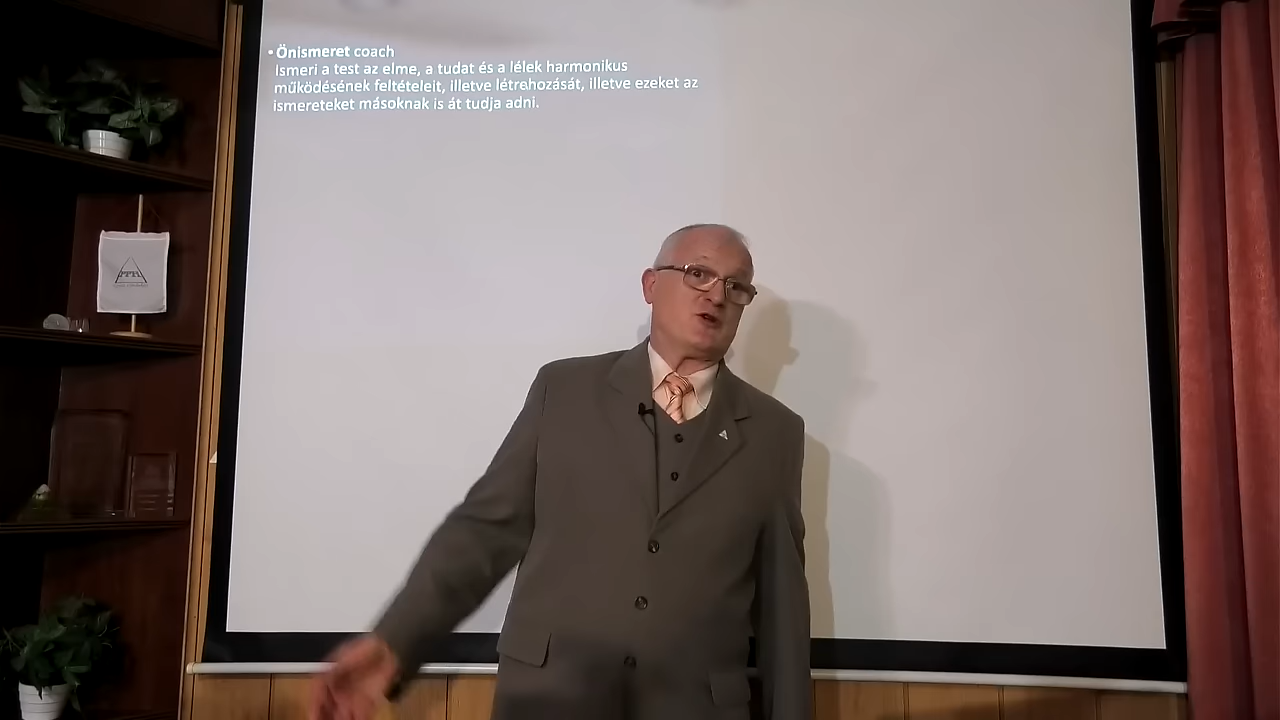 • Önismeret coach
Ismeri a test az elme, a tudat és a lélek harmonikus
működésének feltételeit, illetve létrehozását, illetve ezeket az
ismereteket másoknak is át tudja adni.